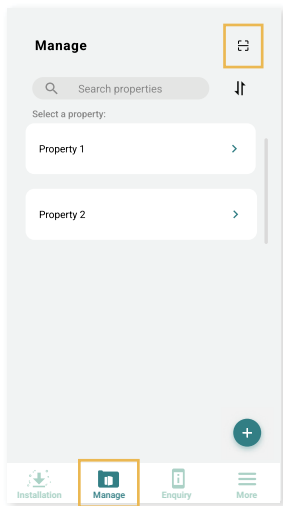 Manage
Search properties
Select a property:
Property 1
Property 2
Installation
Manage
Enquiry
More